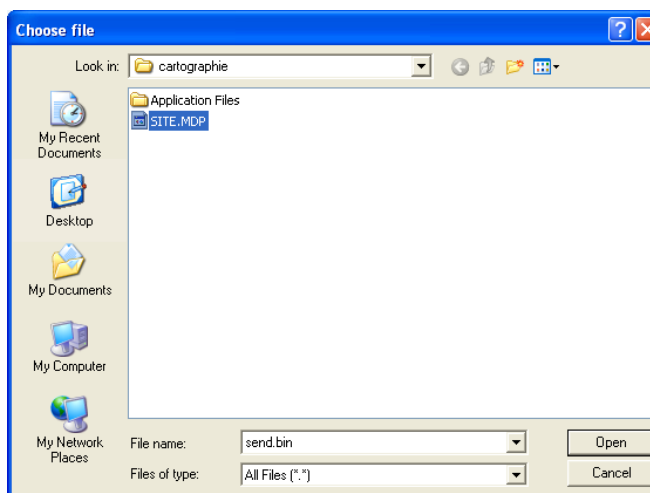 Choose file
Look in:
cartographie
Application Files
SITE.MDP
My Recent
Documents
Desktop
My Documents
My Computer
My Network
Places
File name:
send.bin
Open
Files of type:
All Files (*.*)
Cancel